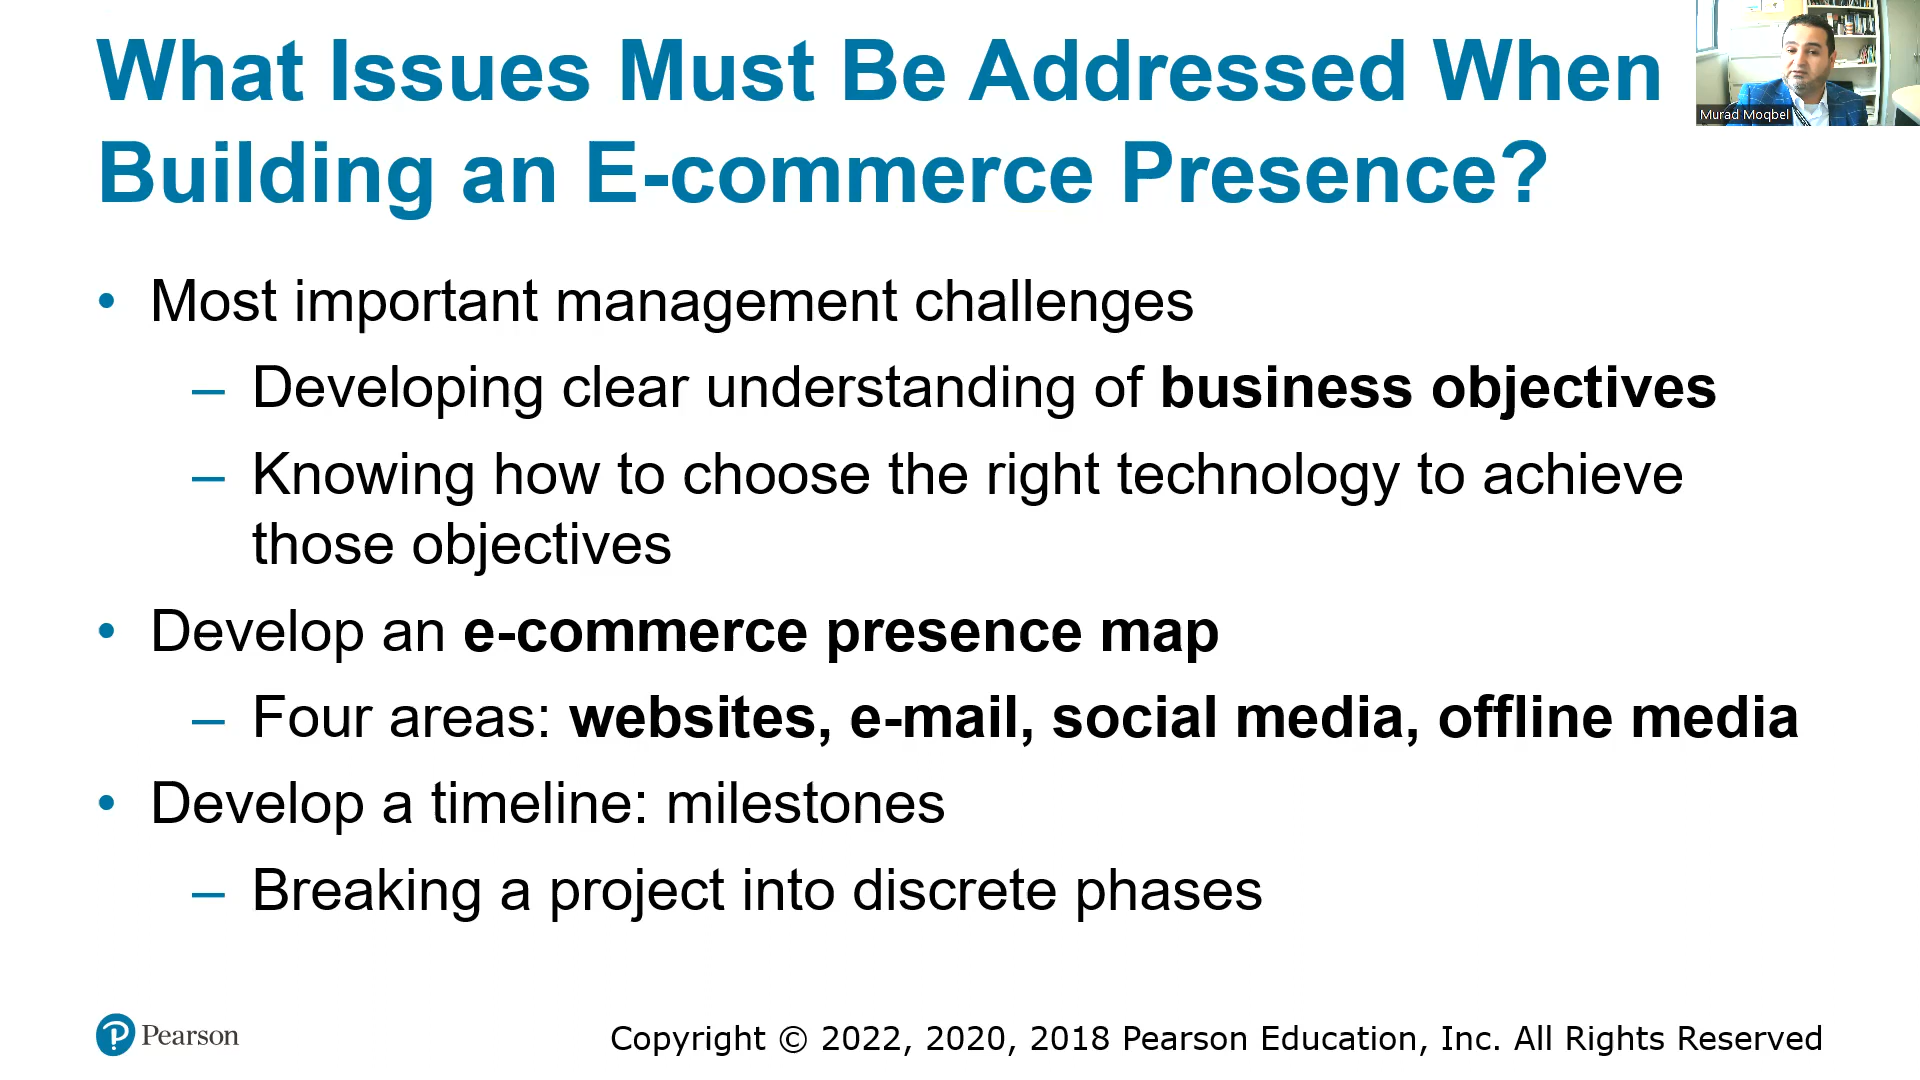 What Issues Must Be Addressed When
Building an E-commerce Presence?
Murad Moqbel
• Most important management challenges
– Developing clear understanding of business objectives
– Knowing how to choose the right technology to achieve
those objectives
• Develop an e-commerce presence map
– Four areas: websites, e-mail, social media, offline media
• Develop a timeline: milestones
– Breaking a project into discrete phases
Pearson
Copyright © 2022, 2020, 2018 Pearson Education, Inc. All Rights Reserved